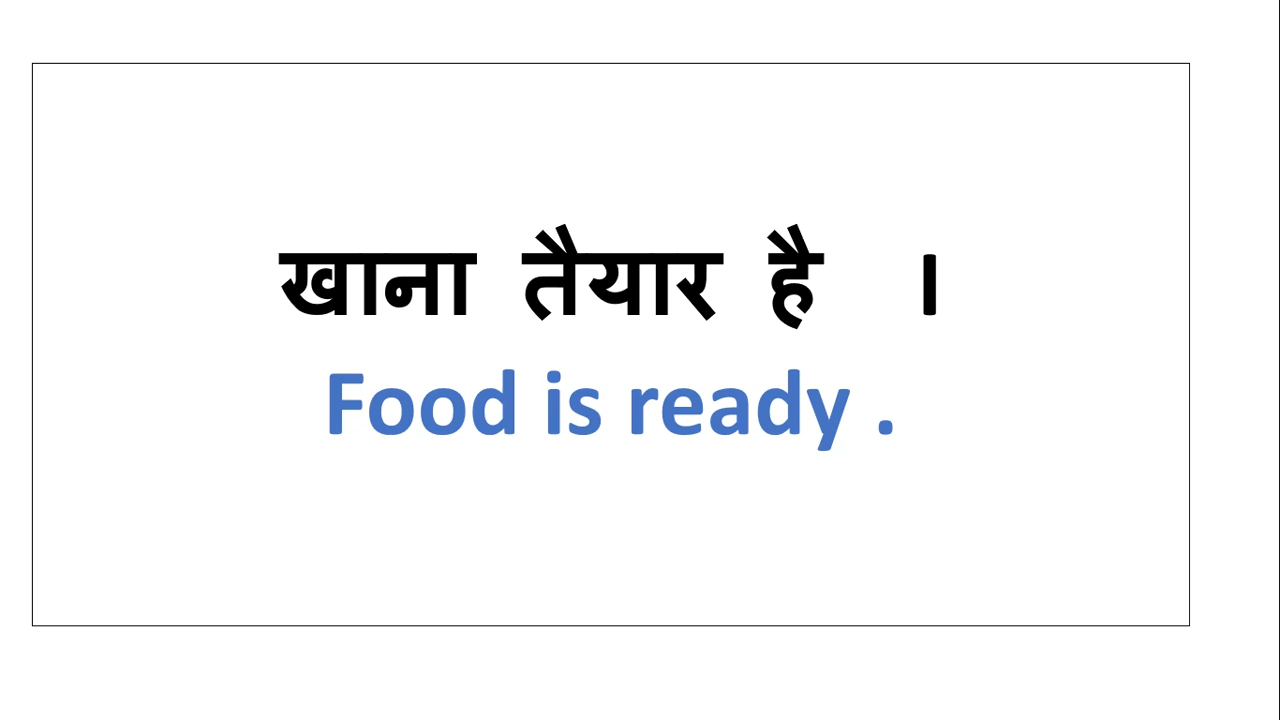 खाना तैयार है ।
Food is ready .